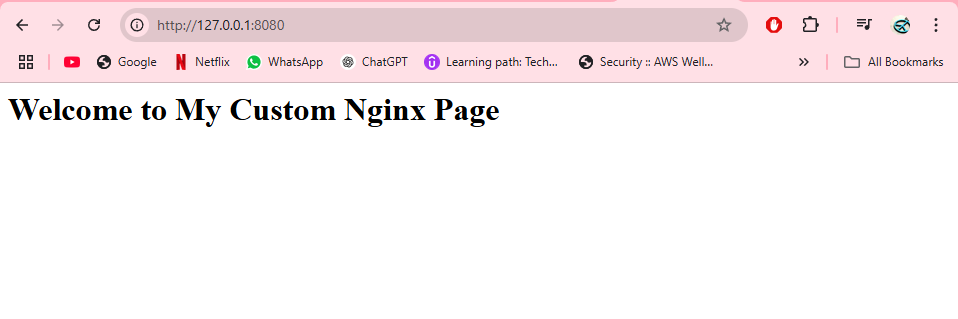 http://127.0.0.1:8080
Google Netflix WhatsApp ChatGPT Learning path: Tech... Security :: AWS Well... » All Bookmarks
Welcome to My Custom Nginx Page